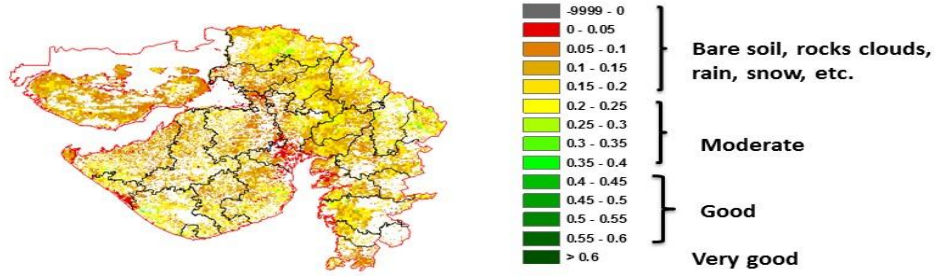 -9999 - 0
0 - 0.05
0.05 - 0.1
0.1 - 0.15
0.15 - 0.2
0.2 - 0.25
0.25 - 0.3
0.3 - 0.35
0.35 - 0.4
0.4 - 0.45
0.45 - 0.5
0.5 - 0.55
0.55 - 0.6
> 0.6
Bare soil, rocks clouds,
rain, snow, etc.
Moderate
Good
Very good